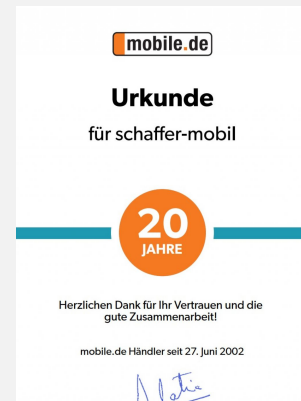 mobile.de
Urkunde
für schaffer-mobil
20
JAHRE
Herzlichen Dank für Ihr Vertrauen und die
gute Zusammenarbeit!
mobile.de Händler seit 27. Juni 2002